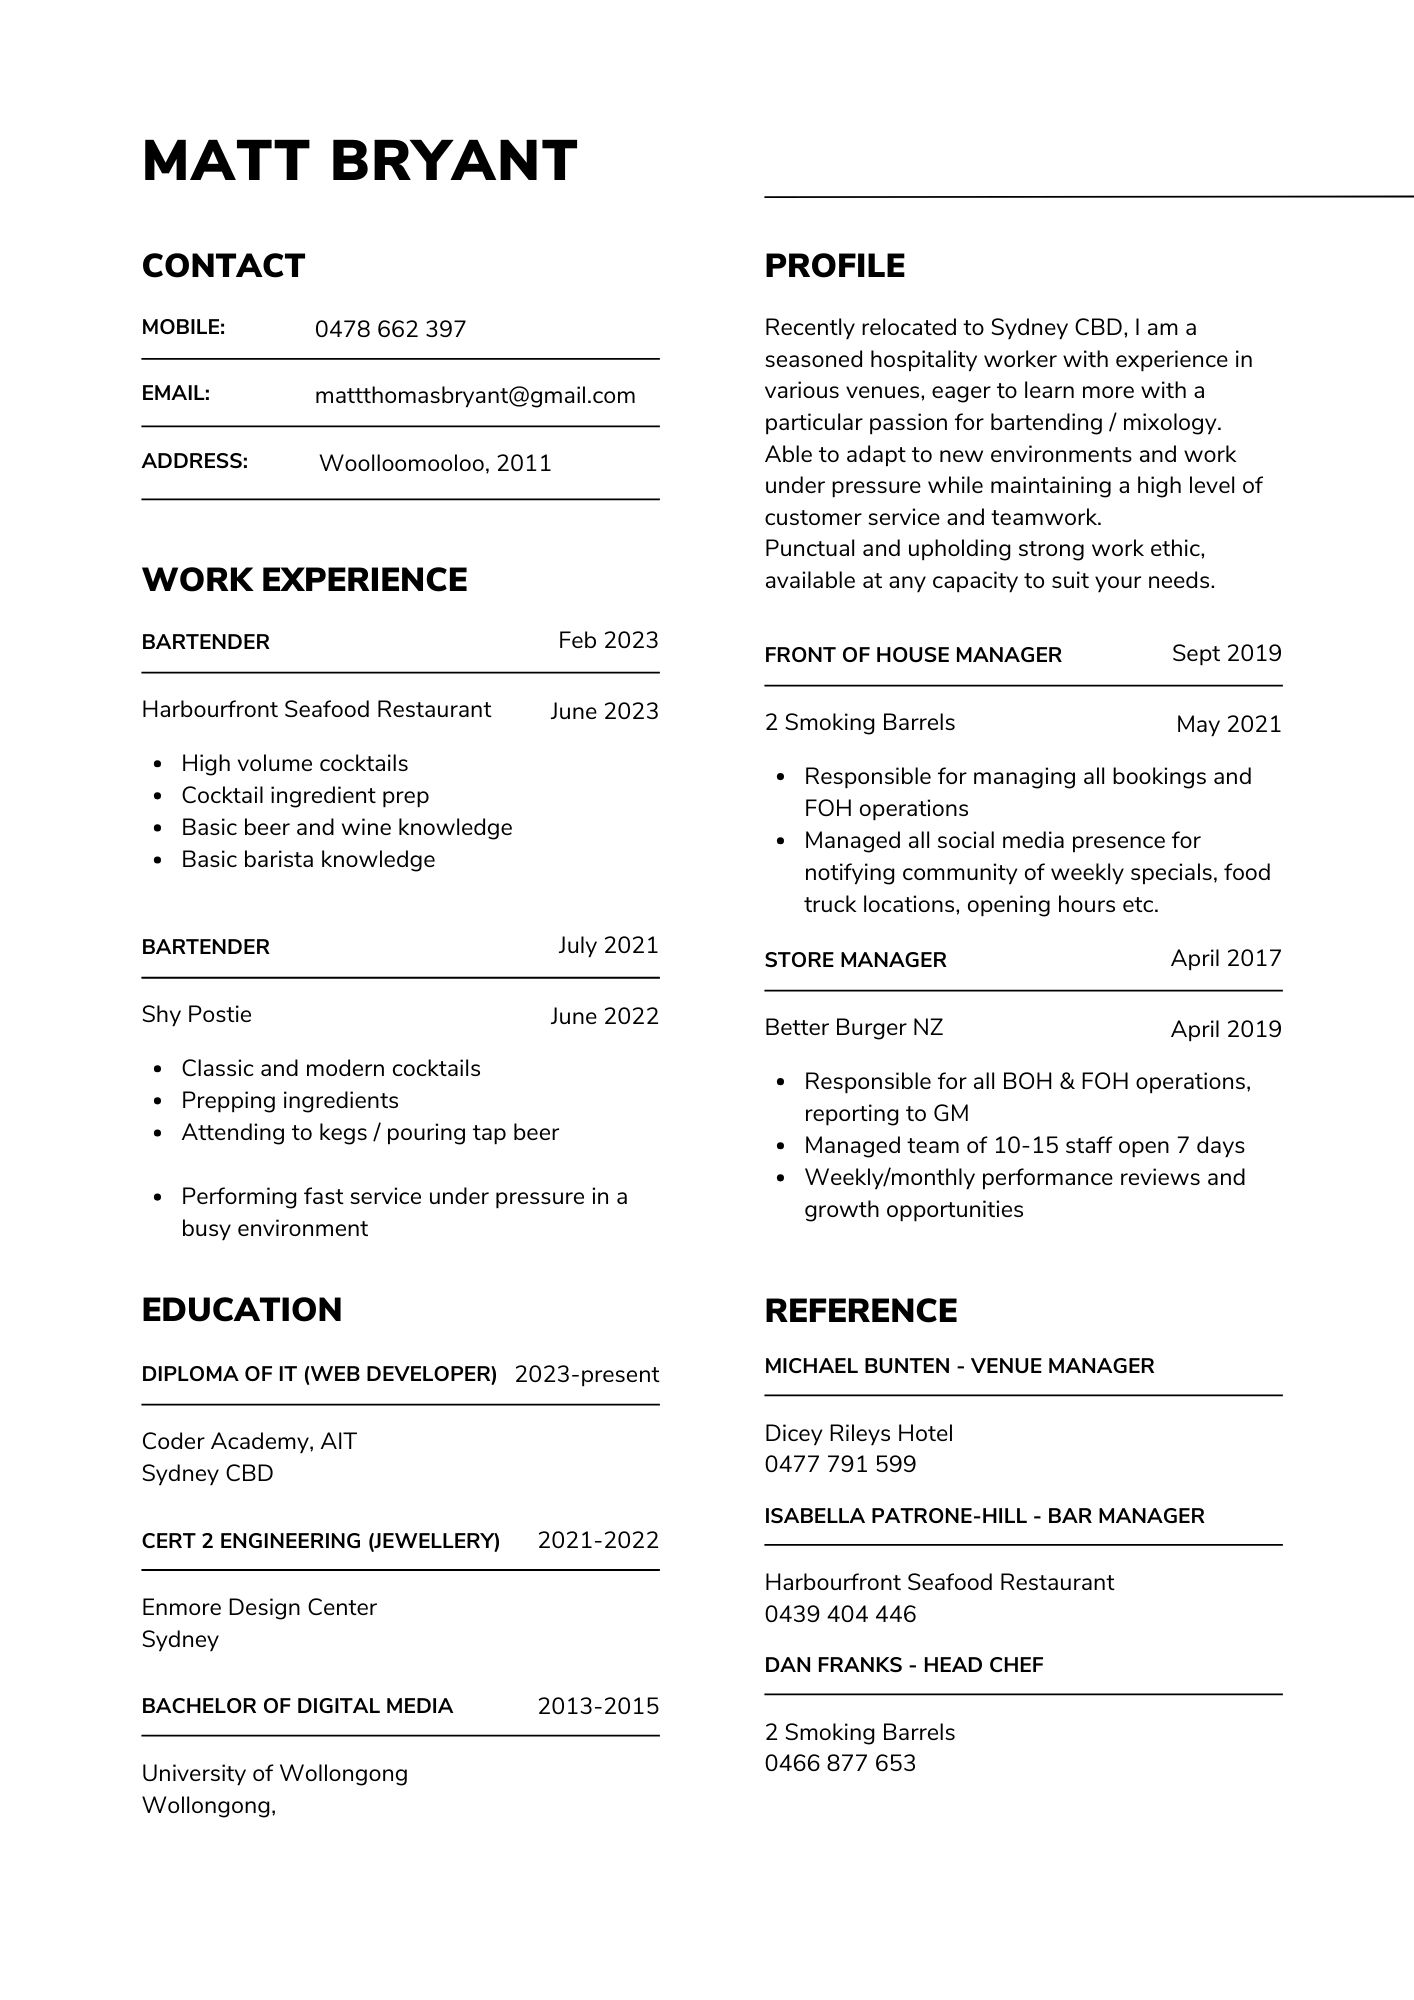 MATT BRYANT
CONTACT
MOBILE: 0478 662 397
EMAIL: mattthomasbryant@gmail.com
ADDRESS: Woolloomooloo, 2011
WORK EXPERIENCE
BARTENDER Feb 2023
Harbourfront Seafood Restaurant June 2023
• High volume cocktails
• Cocktail ingredient prep
• Basic beer and wine knowledge
• Basic barista knowledge
BARTENDER July 2021
Shy Postie June 2022
• Classic and modern cocktails
• Prepping ingredients
• Attending to kegs / pouring tap beer
• Performing fast service under pressure in a
busy environment
EDUCATION
DIPLOMA OF IT (WEB DEVELOPER) 2023-present
Coder Academy, AIT
Sydney CBD
CERT 2 ENGINEERING (JEWELLERY) 2021-2022
Enmore Design Center
Sydney
BACHELOR OF DIGITAL MEDIA 2013-2015
University of Wollongong
Wollongong,
PROFILE
Recently relocated to Sydney CBD, I am a
seasoned hospitality worker with experience in
various venues, eager to learn more with a
particular passion for bartending / mixology.
Able to adapt to new environments and work
under pressure while maintaining a high level of
customer service and teamwork.
Punctual and upholding strong work ethic,
available at any capacity to suit your needs.
FRONT OF HOUSE MANAGER Sept 2019
2 Smoking Barrels May 2021
• Responsible for managing all bookings and
FOH operations
• Managed all social media presence for
notifying community of weekly specials, food
truck locations, opening hours etc.
STORE MANAGER April 2017
Better Burger NZ April 2019
• Responsible for all BOH & FOH operations,
reporting to GM
• Managed team of 10-15 staff open 7 days
• Weekly/monthly performance reviews and
growth opportunities
REFERENCE
MICHAEL BUNTEN - VENUE MANAGER
Dicey Rileys Hotel
0477 791 599
ISABELLA PATRONE-HILL - BAR MANAGER
Harbourfront Seafood Restaurant
0439 404 446
DAN FRANKS - HEAD CHEF
2 Smoking Barrels
0466 877 653